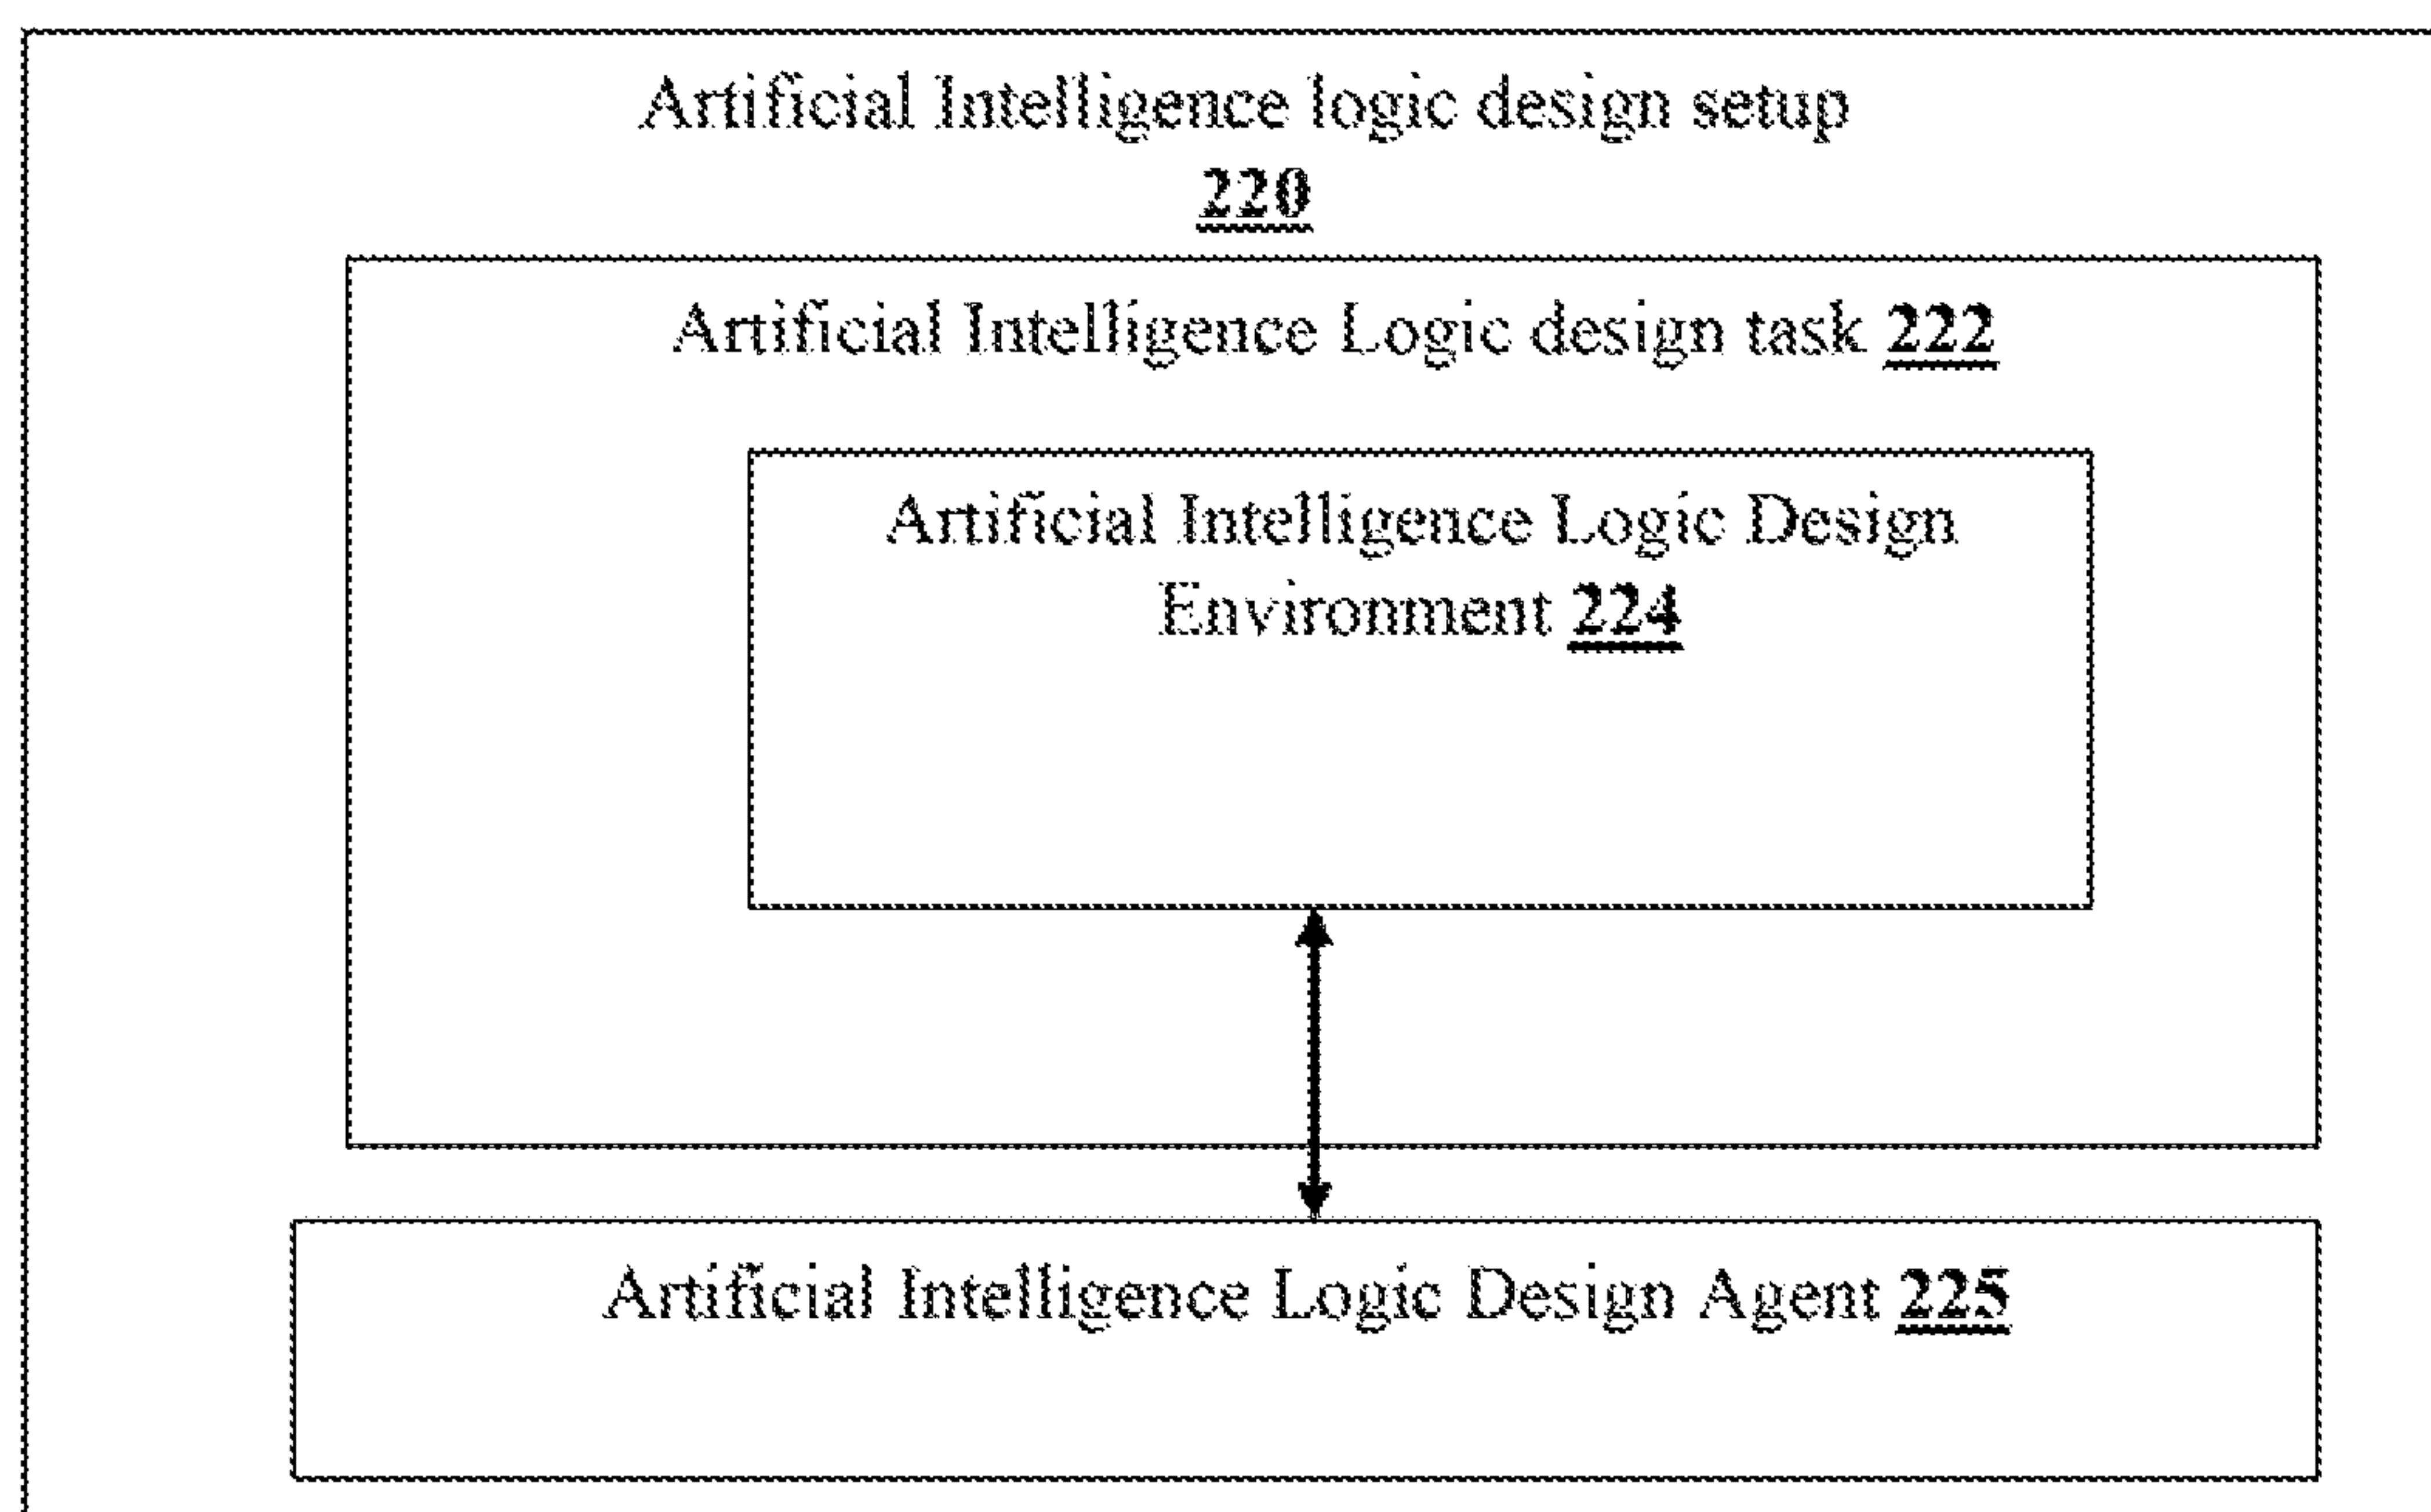 Artificial Intelligence logic design setup
220
Artificial Intelligence Logic design task 222
Artificial Intelligence Logic Design
Environment 224
Artificial Intelligence Logic Design Agent 225